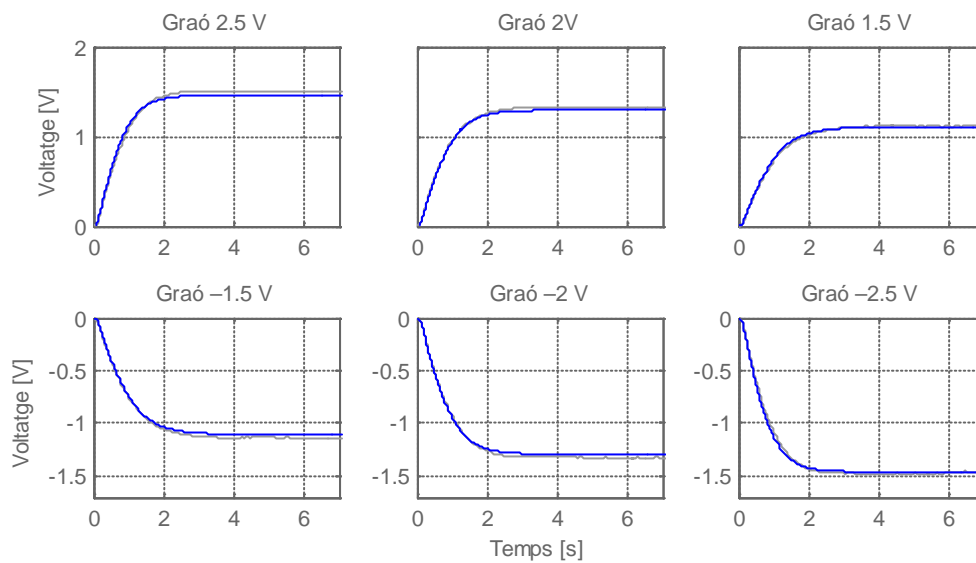 Graó 2.5 V
Graó 2V
Graó 1.5 V
Voltatge [V]
2
1
0
0 2 4 6
0 2 4 6
0 2 4 6
Graó –1.5 V
Graó –2 V
Graó –2.5 V
Voltatge [V]
0
-0.5
-1
-1.5
0
-0.5
-1
-1.5
0
-0.5
-1
-1.5
0 2 4 6
0 2 4 6
0 2 4 6
Temps [s]